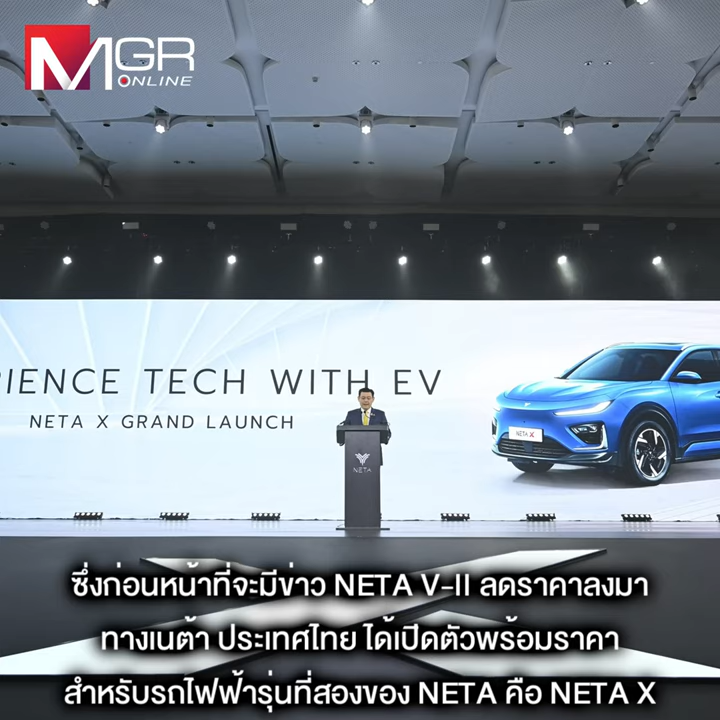 MGR
ONLINE
RIENCE TECH WITH EV
NETA X GRAND LAUNCH
NETA X
NETA
ซึ่งก่อนหน้าที่จะมีข่าว NETA V-II ลดราคาลงมา
ทางเนต้า ประเทศไทย ได้เปิดตัวพร้อมราคา
สำหรับรถไฟฟ้ารุ่นที่สองของ NETA คือ NETA X